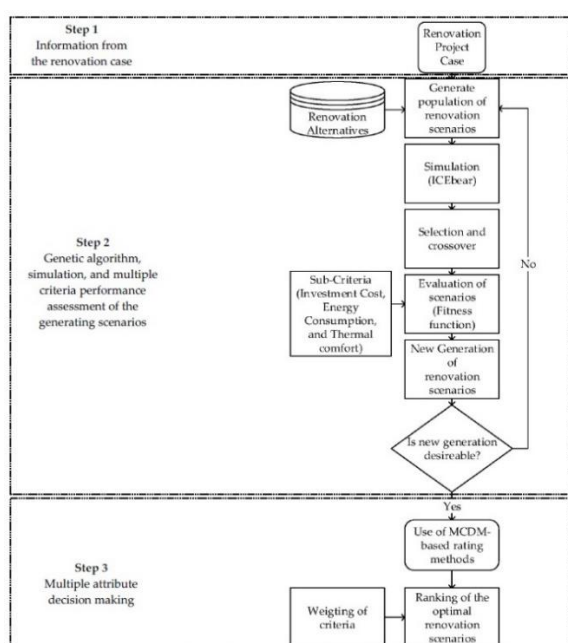 Step 1
Information from
the renovation case
Renovation
Project
Case
Step 2
Genetic algorithm,
simulation, and multiple
criteria performance
assessment of the
generating scenarios
Renovation
Alternatives
Generate
population of
renovation
scenarios
Simulation
(ICEbear)
Selection and
crossover
Sub-Criteria
(Investment Cost,
Energy
Consumption,
and Thermal
comfort)
Evaluation of
scenarios
(Fitness
function)
New Generation
of
renovation
scenarios
Is new generation
desireable?
No
Yes
Step 3
Multiple attribute
decision making
Use of MCDM-
based rating
methods
Weigting of
criteria
Ranking of the
optimal
renovation
scenarios